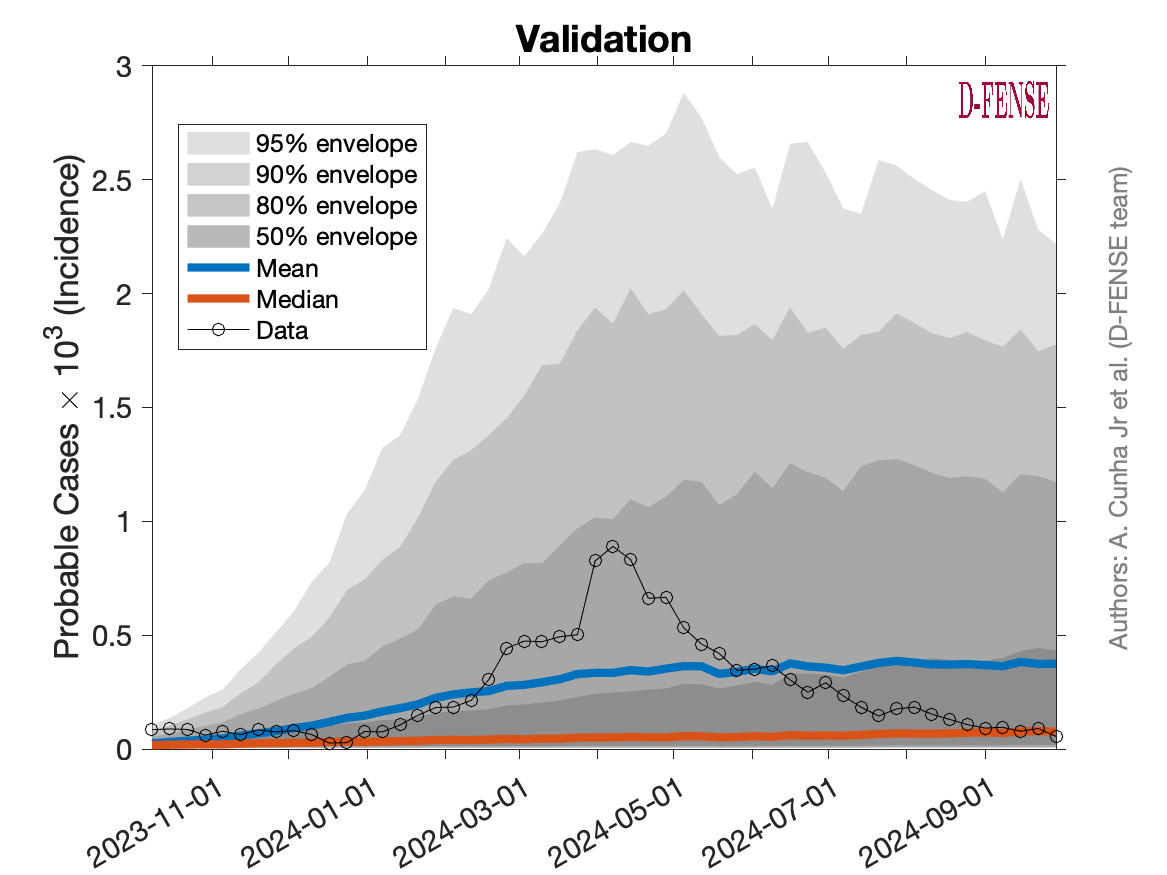 Validation
D-FENSE
3
2.5
2
1.5
1
0.5
0
Probable Cases × 10³ (Incidence)
95% envelope
90% envelope
80% envelope
50% envelope
Mean
Median
Data
2023-11-01
2024-01-01
2024-03-01
2024-05-01
2024-07-01
2024-09-01
Authors: A. Cunha Jr et al. (D-FENSE team)